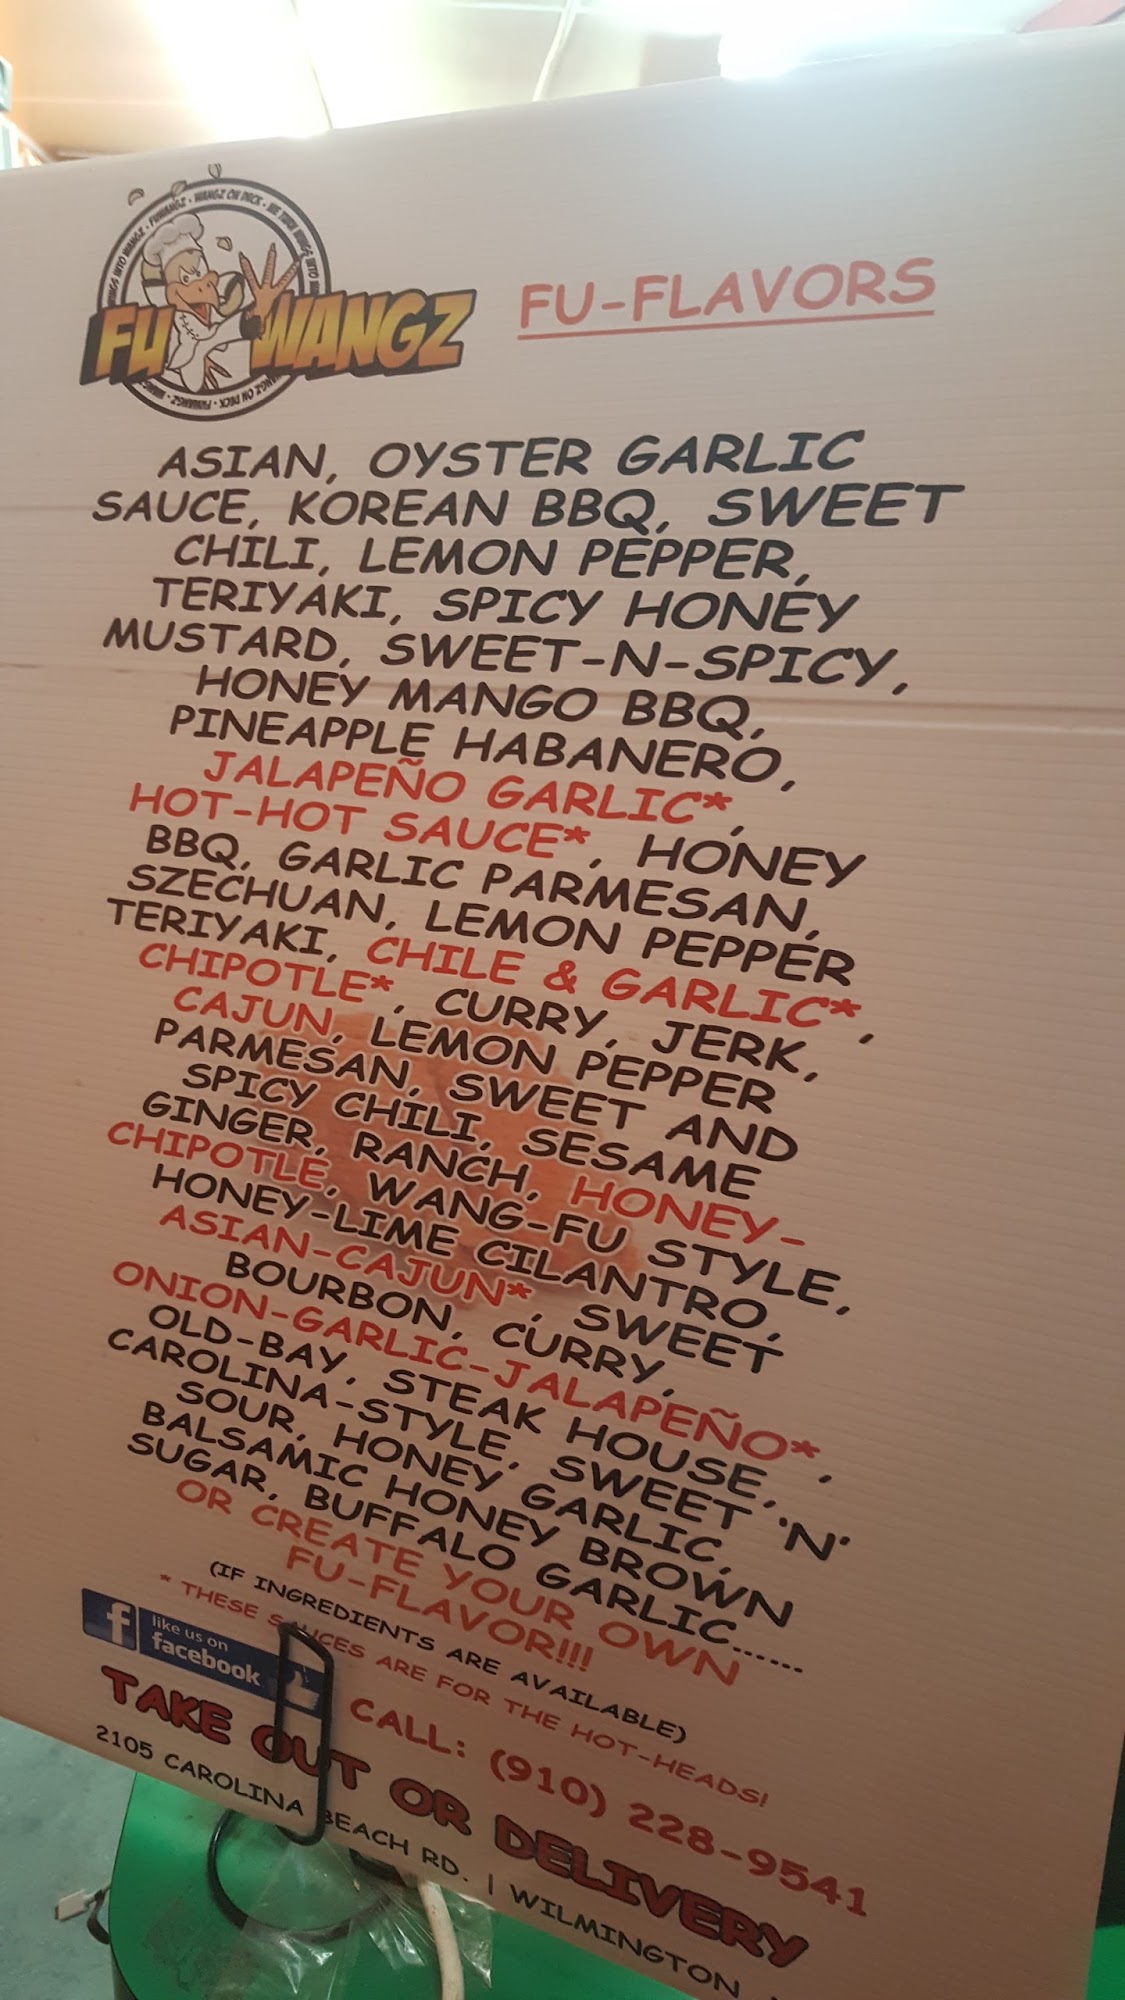 FU WANGZ
FU-FLAVORS
ASIAN, OYSTER GARLIC
SAUCE, KOREAN BBQ, SWEET
CHILI, LEMON PEPPER,
TERIYAKI, SPICY HONEY
MUSTARD, SWEET-N-SPICY,
HONEY MANGO BBQ,
PINEAPPLE HABANERO,
JALAPEÑO GARLIC*,
HOT-HOT SAUCE*, HONEY
BBQ, GARLIC PARMESAN,
SZECHUAN, LEMON PEPPER
TERIYAKI, CHILE & GARLIC*,
CHIPOTLE*, CURRY, JERK,
CAJUN, LEMON PEPPER
PARMESAN, SWEET AND
SPICY CHILI, SESAME
GINGER, RANCH, HONEY-
CHIPOTLE, WANG-FU STYLE,
HONEY-LIME CILANTRO,
ASIAN-CAJUN*, SWEET
BOURBON, CURRY,
ONION-GARLIC-JALAPEÑO*,
OLD-BAY, STEAK HOUSE,
CAROLINA-STYLE, SWEET 'N'
SOUR, HONEY GARLIC,
BALSAMIC HONEY BROWN
SUGAR, BUFFALO GARLIC......
OR CREATE YOUR OWN
FU-FLAVOR!!!
(IF INGREDIENTS ARE AVAILABLE)
* THESE SAUCES ARE FOR THE HOT-HEADS!
f like us on
facebook
CALL: (910) 228-9541
TAKE OUT OR DELIVERY
2105 CAROLINA BEACH RD. | WILMINGTON